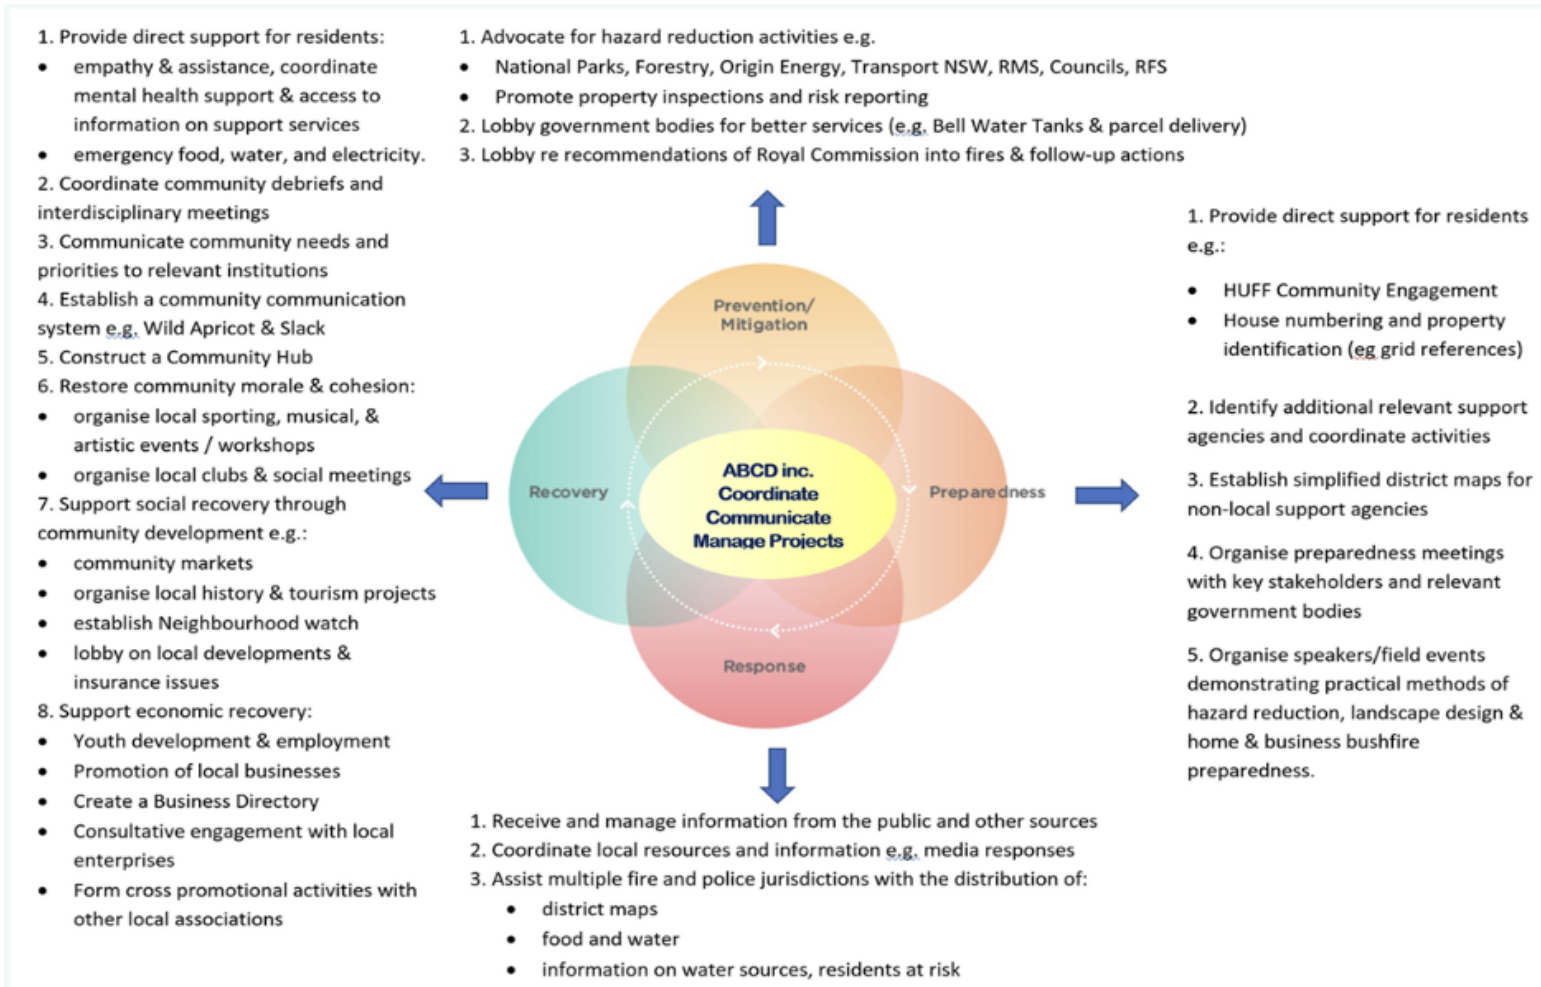 1. Provide direct support for residents:
• empathy & assistance, coordinate
mental health support & access to
information on support services
• emergency food, water, and electricity.
2. Coordinate community debriefs and
interdisciplinary meetings
3. Communicate community needs and
priorities to relevant institutions
4. Establish a community communication
system e.g. Wild Apricot & Slack
5. Construct a Community Hub
6. Restore community morale & cohesion:
• organise local sporting, musical, &
artistic events / workshops
• organise local clubs & social meetings
7. Support social recovery through
community development e.g.:
• community markets
• organise local history & tourism projects
• establish Neighbourhood watch
• lobby on local developments &
insurance issues
8. Support economic recovery:
• Youth development & employment
• Promotion of local businesses
• Create a Business Directory
• Consultative engagement with local
enterprises
• Form cross promotional activities with
other local associations
1. Advocate for hazard reduction activities e.g.
• National Parks, Forestry, Origin Energy, Transport NSW, RMS, Councils, RFS
• Promote property inspections and risk reporting
2. Lobby government bodies for better services (e.g. Bell Water Tanks & parcel delivery)
3. Lobby re recommendations of Royal Commission into fires & follow-up actions
Prevention/
Mitigation
Recovery
ABCD inc.
Coordinate
Communicate
Manage Projects
Preparedness
Response
1. Provide direct support for residents
e.g.:
• HUFF Community Engagement
• House numbering and property
identification (eg grid references)
2. Identify additional relevant support
agencies and coordinate activities
3. Establish simplified district maps for
non-local support agencies
4. Organise preparedness meetings
with key stakeholders and relevant
government bodies
5. Organise speakers/field events
demonstrating practical methods of
hazard reduction, landscape design &
home & business bushfire
preparedness.
1. Receive and manage information from the public and other sources
2. Coordinate local resources and information e.g. media responses
3. Assist multiple fire and police jurisdictions with the distribution of:
• district maps
• food and water
• information on water sources, residents at risk